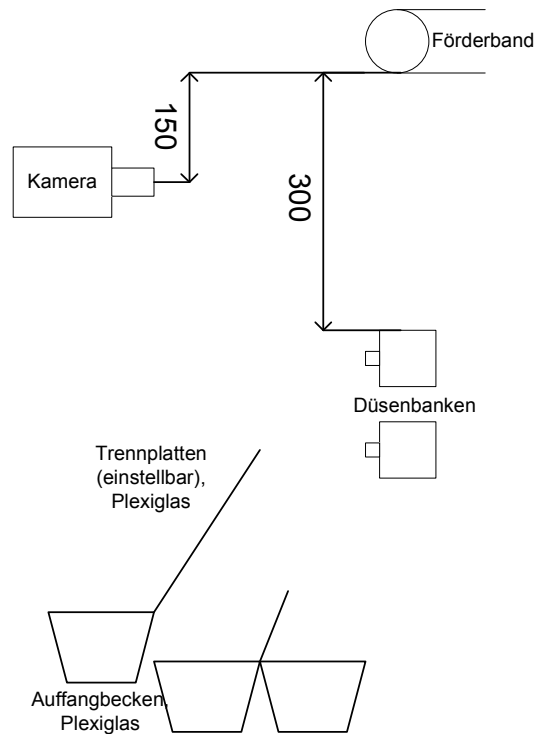 Förderband
150
Kamera
300
Düsenbanken
Trennplatten
(einstellbar),
Plexiglas
Auffangbecken,
Plexiglas